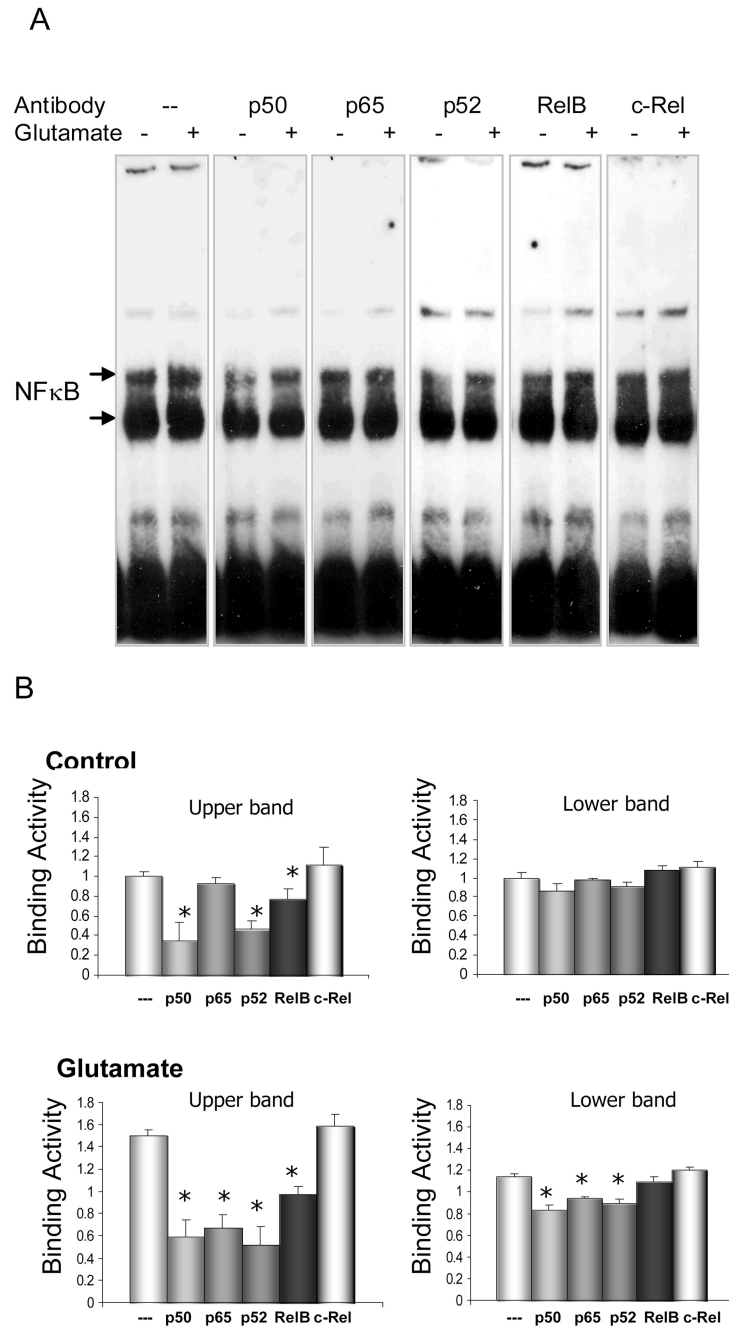 A
Antibody -- p50 p65 p52 RelB c-Rel
Glutamate - + - + - + - + - + - +
NFκB
B
Control
Upper band
Binding Activity
1.8
1.6
1.4
1.2
1
0.8
0.6
0.4
0.2
0
* * *
--- p50 p65 p52 RelB c-Rel
Lower band
Binding Activity
1.8
1.6
1.4
1.2
1
0.8
0.6
0.4
0.2
0
--- p50 p65 p52 RelB c-Rel
Glutamate
Upper band
Binding Activity
1.8
1.6
1.4
1.2
1
0.8
0.6
0.4
0.2
0
* * * *
--- p50 p65 p52 RelB c-Rel
Lower band
Binding Activity
1.8
1.6
1.4
1.2
1
0.8
0.6
0.4
0.2
0
* * *
--- p50 p65 p52 RelB c-Rel